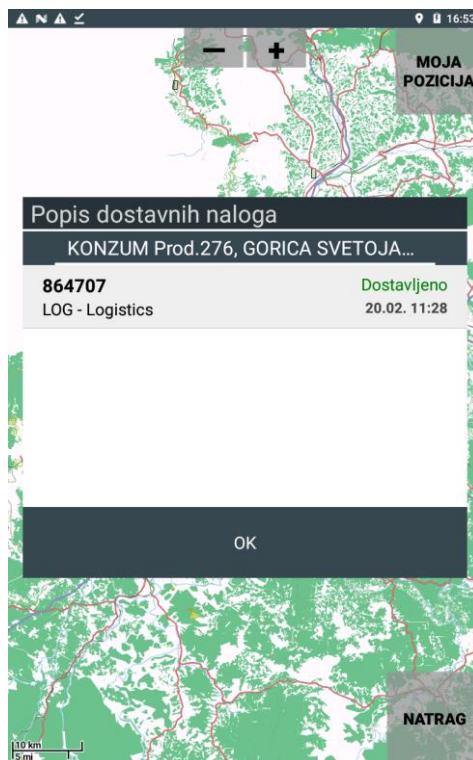 16:53
− +
MOJA
POZICIJA
Popis dostavnih naloga
KONZUM Prod.276, GORICA SVETOJA...
864707
Dostavljeno
LOG - Logistics
20.02. 11:28
OK
NATRAG
10 km
5 mi